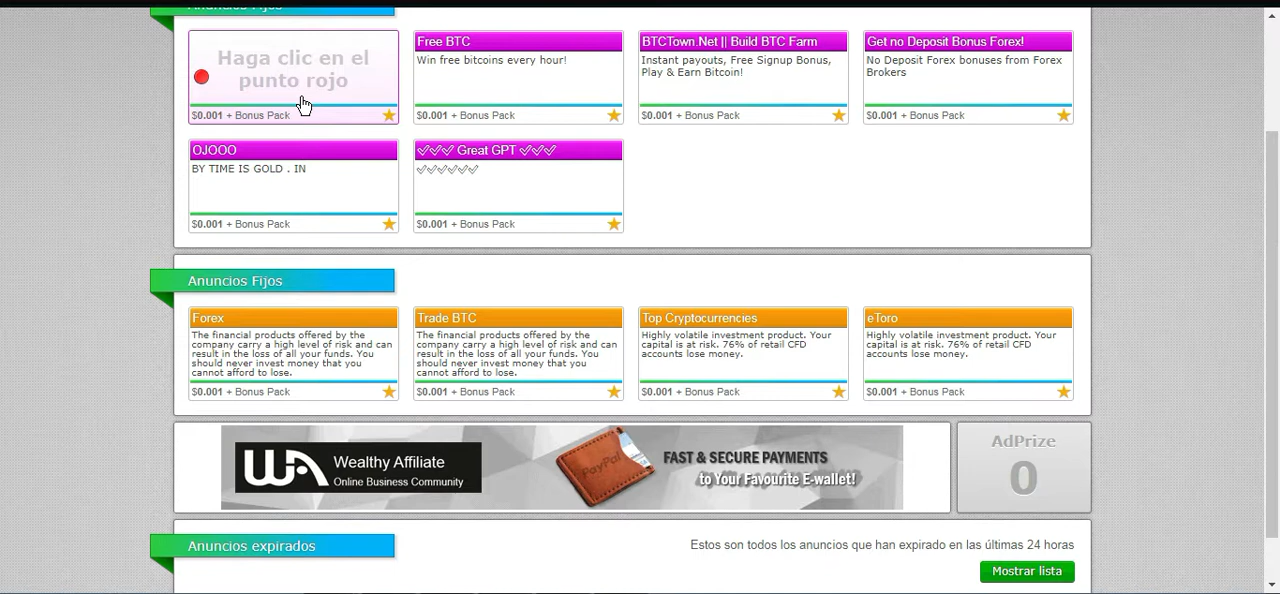 Anuncios Fijos
Haga clic en el
punto rojo
$0.001 + Bonus Pack
Free BTC
Win free bitcoins every hour!
$0.001 + Bonus Pack
BTCTown.Net || Build BTC Farm
Instant payouts, Free Signup Bonus,
Play & Earn Bitcoin!
$0.001 + Bonus Pack
Get no Deposit Bonus Forex!
No Deposit Forex bonuses from Forex
Brokers
$0.001 + Bonus Pack
OJOOO
BY TIME IS GOLD . IN
$0.001 + Bonus Pack
✓✓✓ Great GPT ✓✓✓
✓✓✓✓✓
$0.001 + Bonus Pack
Anuncios Fijos
Forex
The financial products offered by the
company carry a high level of risk and can
result in the loss of all your funds. You
should never invest money that you
cannot afford to lose.
$0.001 + Bonus Pack
Trade BTC
The financial products offered by the
company carry a high level of risk and can
result in the loss of all your funds. You
should never invest money that you
cannot afford to lose.
$0.001 + Bonus Pack
Top Cryptocurrencies
Highly volatile investment product. Your
capital is at risk. 76% of retail CFD
accounts lose money.
$0.001 + Bonus Pack
eToro
Highly volatile investment product. Your
capital is at risk. 76% of retail CFD
accounts lose money.
$0.001 + Bonus Pack
WA
Wealthy Affiliate
Online Business Community
PayPal
FAST & SECURE PAYMENTS
to Your Favourite E-wallet!
AdPrize
0
Anuncios expirados
Estos son todos los anuncios que han expirado en las últimas 24 horas
Mostrar lista